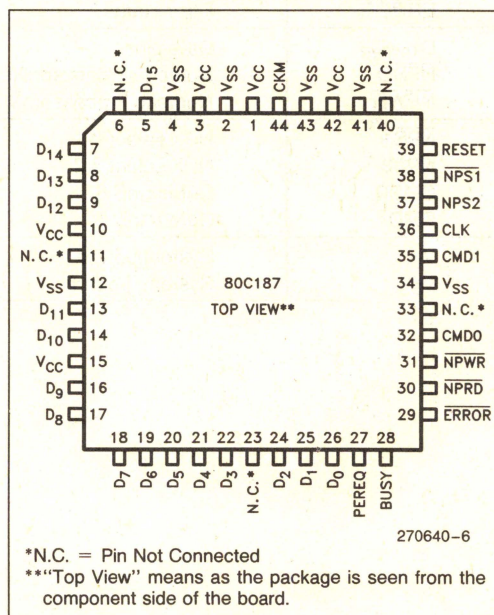 N.C.* D15 VSS VCC VSS VCC CKM VSS VCC VSS N.C.*
6 5 4 3 2 1 44 43 42 41 40
D14 7
D13 8
D12 9
VCC 10
N.C.* 11
VSS 12
D11 13
D10 14
VCC 15
D9 16
D8 17
80C187
TOP VIEW**
39 RESET
38 NPS1
37 NPS2
36 CLK
35 CMD1
34 VSS
33 N.C.*
32 CMD0
31 NPWR
30 NPRD
29 ERROR
18 19 20 21 22 23 24 25 26 27 28
D7 D6 D5 D4 D3 N.C.* D2 D1 D0 PEREQ BUSY
270640-6
*N.C. = Pin Not Connected
**"Top View" means as the package is seen from the
component side of the board.